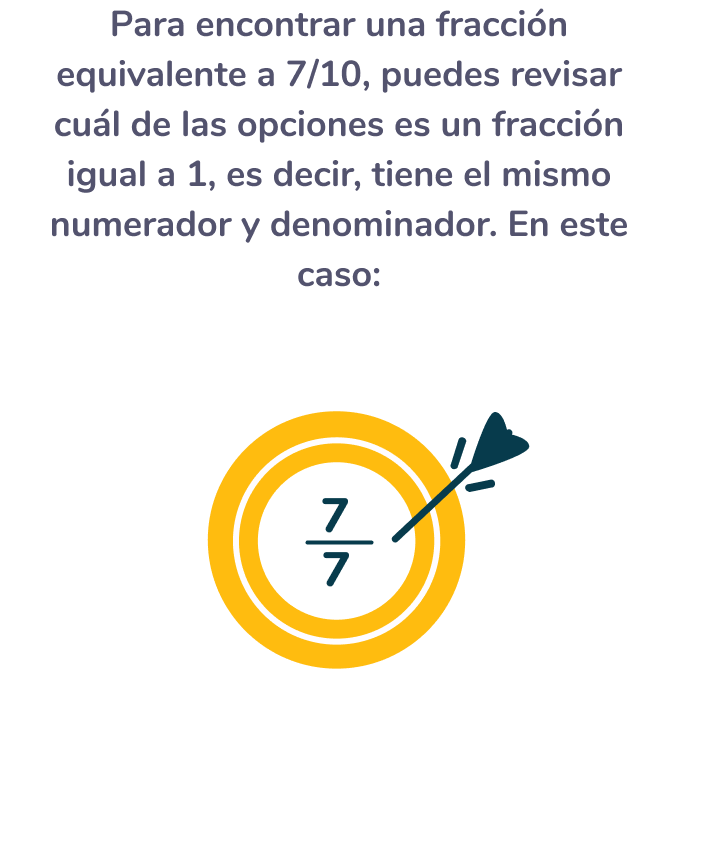 Para encontrar una fracción
equivalente a 7/10, puedes revisar
cuál de las opciones es un fracción
igual a 1, es decir, tiene el mismo
numerador y denominador. En este
caso:
7
7